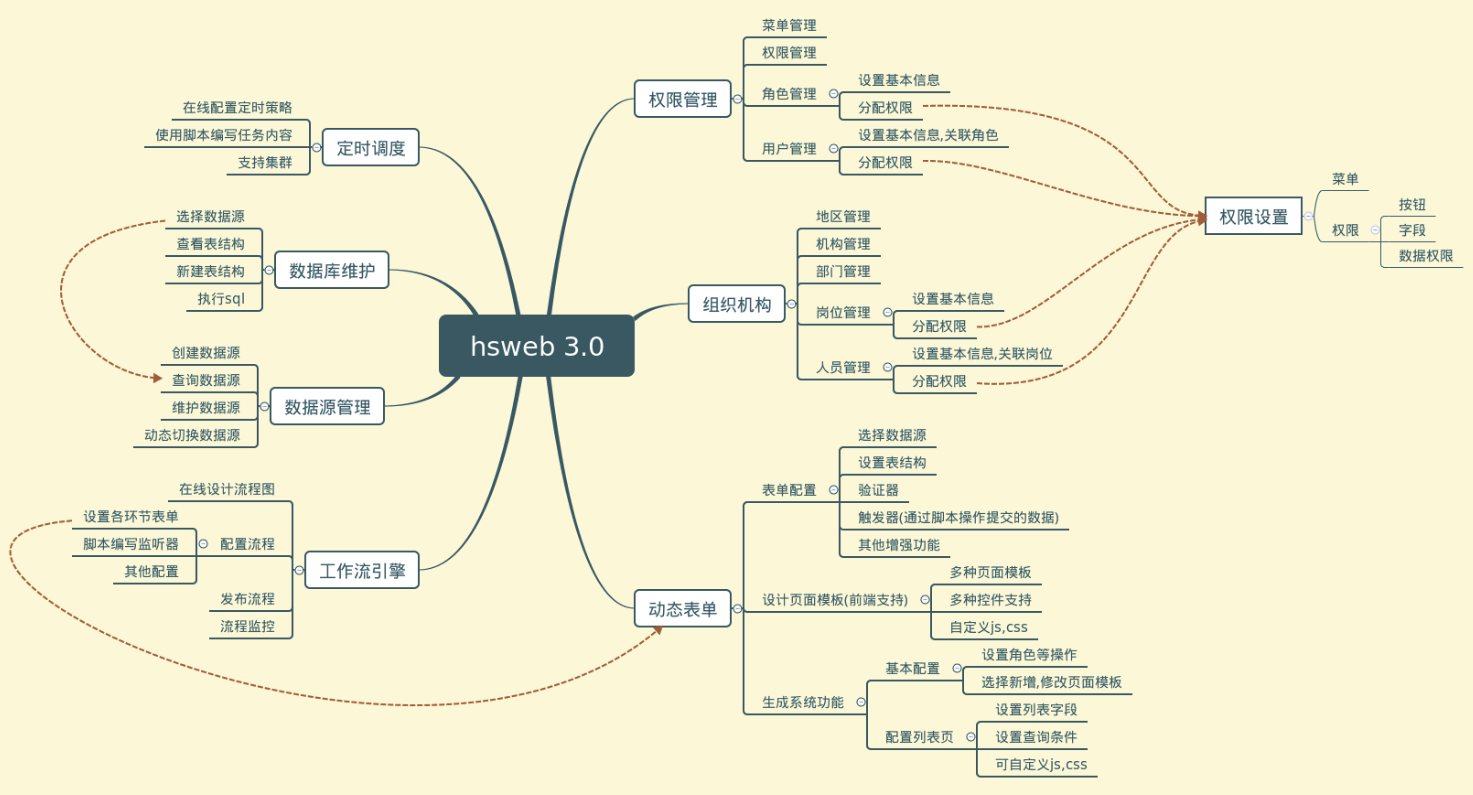 hsweb 3.0
权限管理
菜单管理
权限管理
角色管理
设置基本信息
分配权限
用户管理
设置基本信息,关联角色
分配权限
权限设置
菜单
权限
按钮
字段
数据权限
组织机构
地区管理
机构管理
部门管理
岗位管理
设置基本信息
分配权限
人员管理
设置基本信息,关联岗位
分配权限
动态表单
表单配置
选择数据源
设置表结构
验证器
触发器(通过脚本操作提交的数据)
其他增强功能
设计页面模板(前端支持)
多种页面模板
多种控件支持
自定义js,css
生成系统功能
基本配置
设置角色等操作
选择新增,修改页面模板
配置列表页
设置列表字段
设置查询条件
可自定义js,css
定时调度
在线配置定时策略
使用脚本编写任务内容
支持集群
数据库维护
选择数据源
查看表结构
新建表结构
执行sql
数据源管理
创建数据源
查询数据源
维护数据源
动态切换数据源
工作流引擎
在线设计流程图
配置流程
设置各环节表单
脚本编写监听器
其他配置
发布流程
流程监控